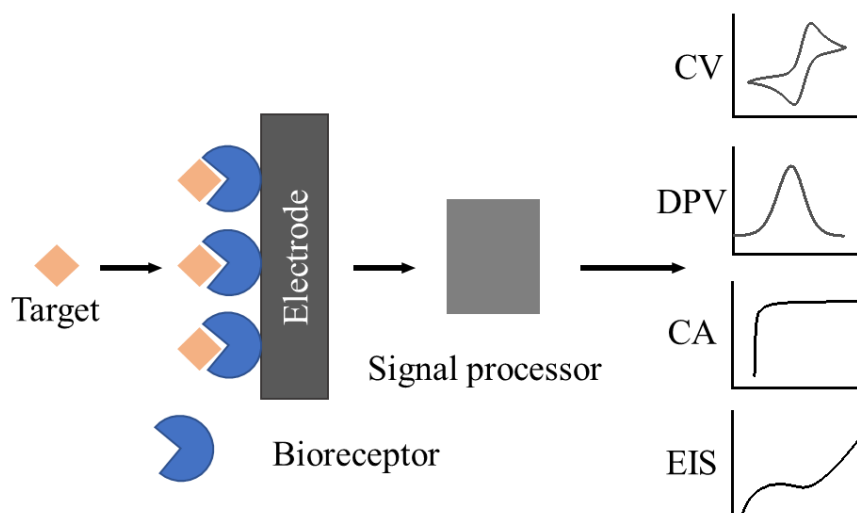 Target
Electrode
Bioreceptor
Signal processor
CV
DPV
CA
EIS